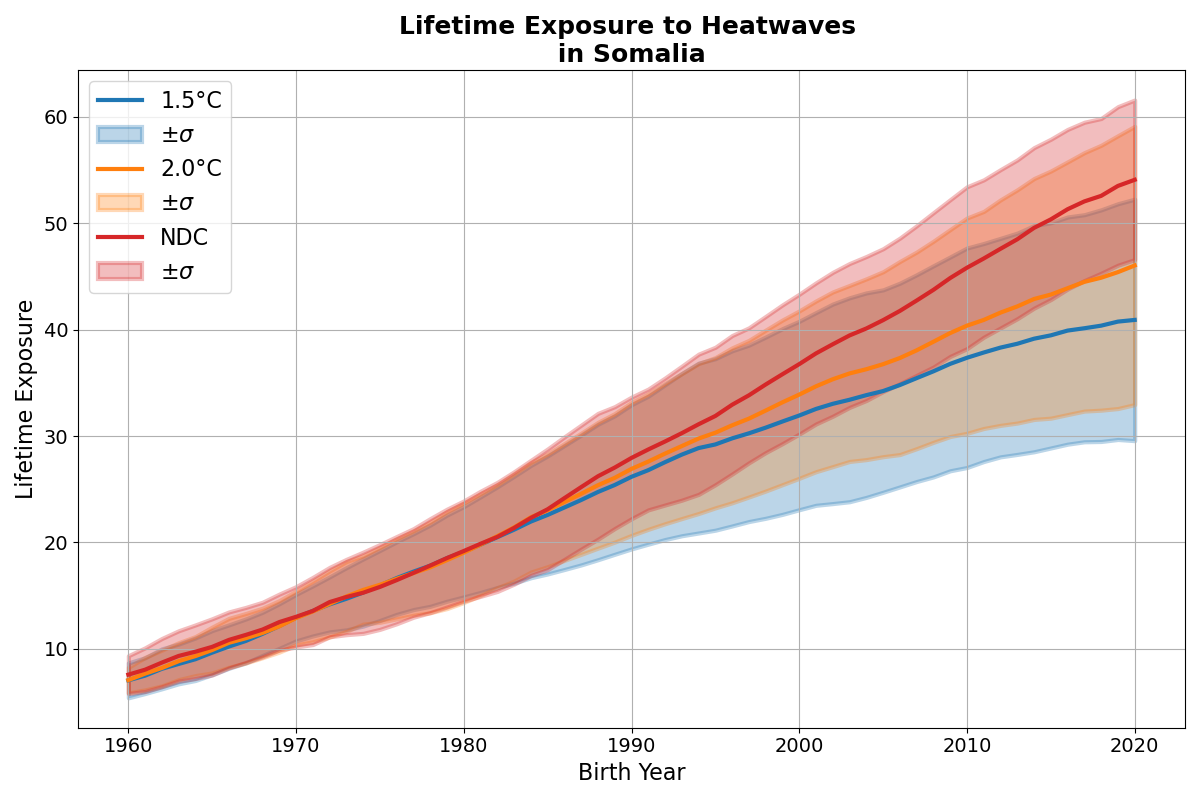 Lifetime Exposure to Heatwaves
in Somalia
1.5°C
±σ
2.0°C
±σ
NDC
±σ
Lifetime Exposure
60
50
40
30
20
10
1960 1970 1980 1990 2000 2010 2020
Birth Year